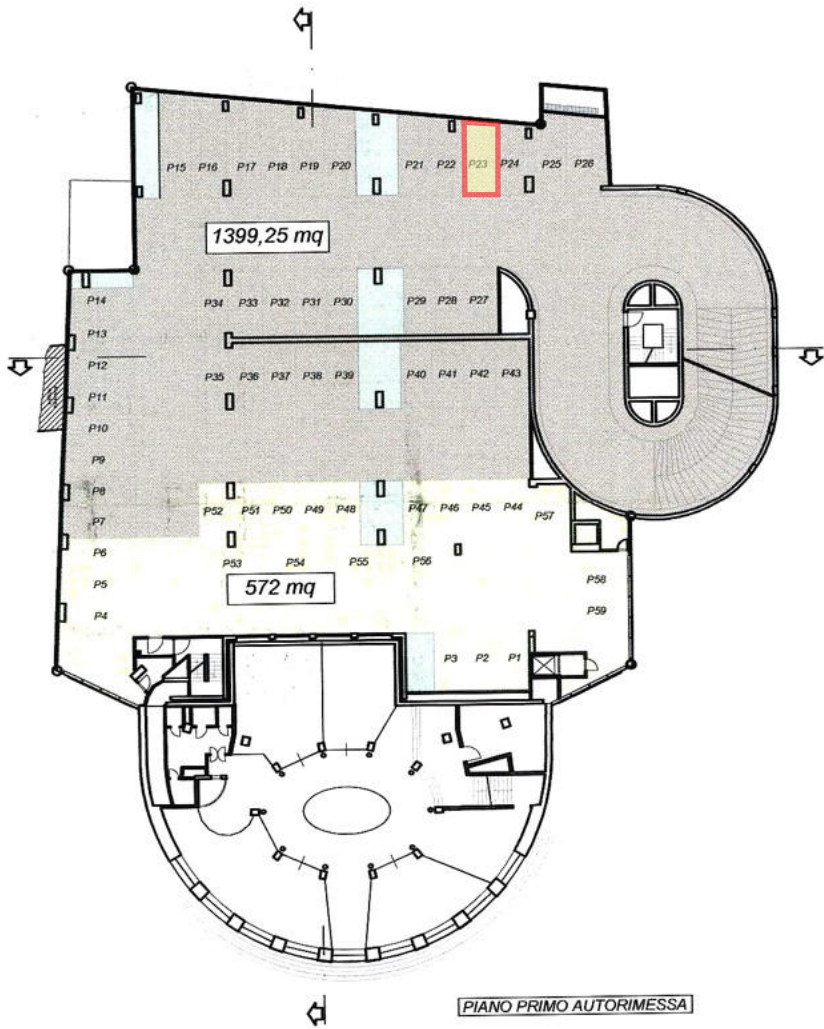 P15 P16 P17 P18 P19 P20 P21 P22 P23 P24 P25 P26
1399,25 mq
P14 P34 P33 P32 P31 P30 P29 P28 P27
P13
P12
P35 P36 P37 P38 P39 P40 P41 P42 P43
P11
P10
P9
P8
P52 P51 P50 P49 P48 P47 P46 P45 P44 P57
P7
P6
P53 P54 P55 P56
P5 572 mq P58
P4 P59
P3 P2 P1
PIANO PRIMO AUTORIMESSA